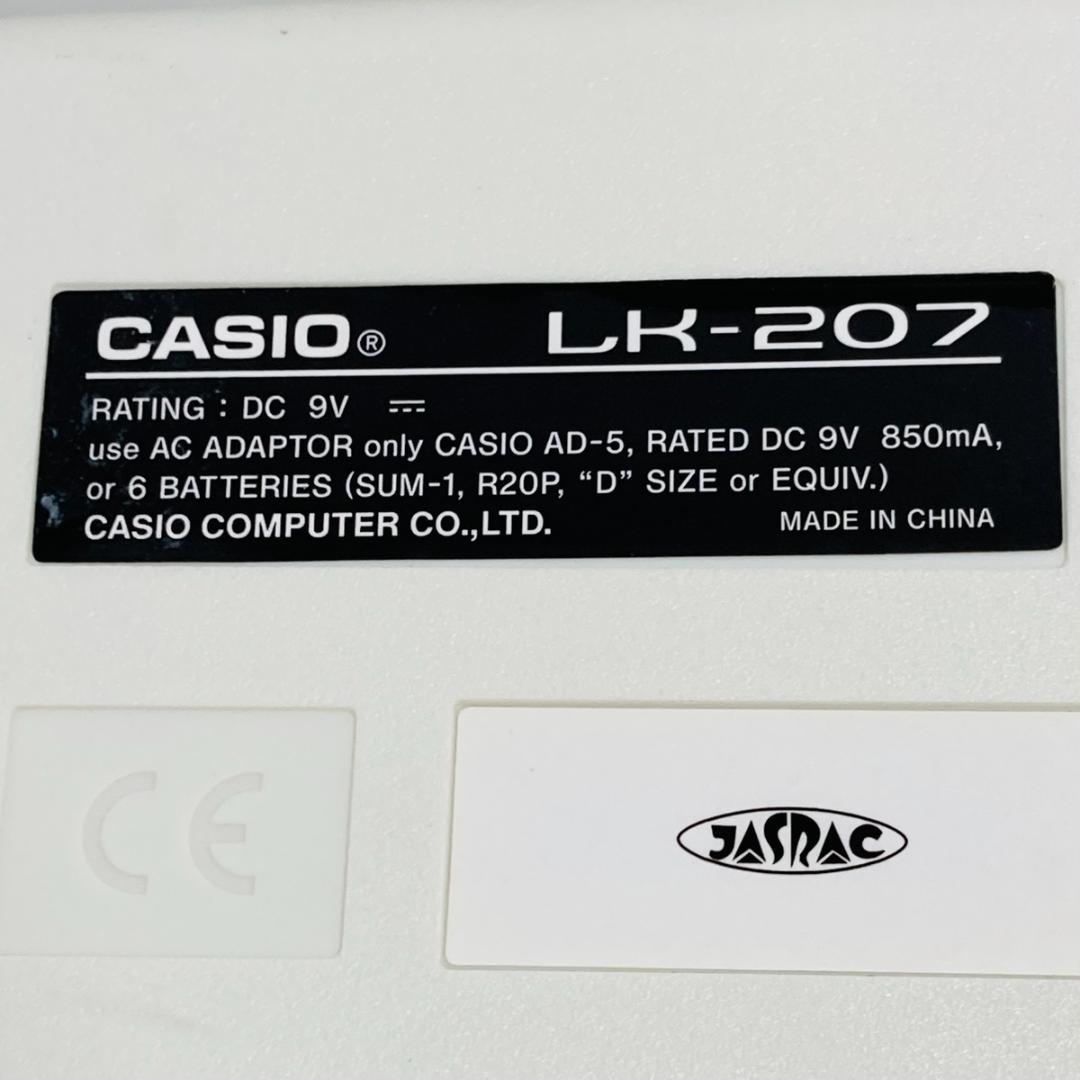 CASIO® LK-207
RATING : DC 9V ⎓
use AC ADAPTOR only CASIO AD-5, RATED DC 9V 850mA,
or 6 BATTERIES (SUM-1, R20P, “D” SIZE or EQUIV.)
CASIO COMPUTER CO.,LTD. MADE IN CHINA
CE
JASRAC